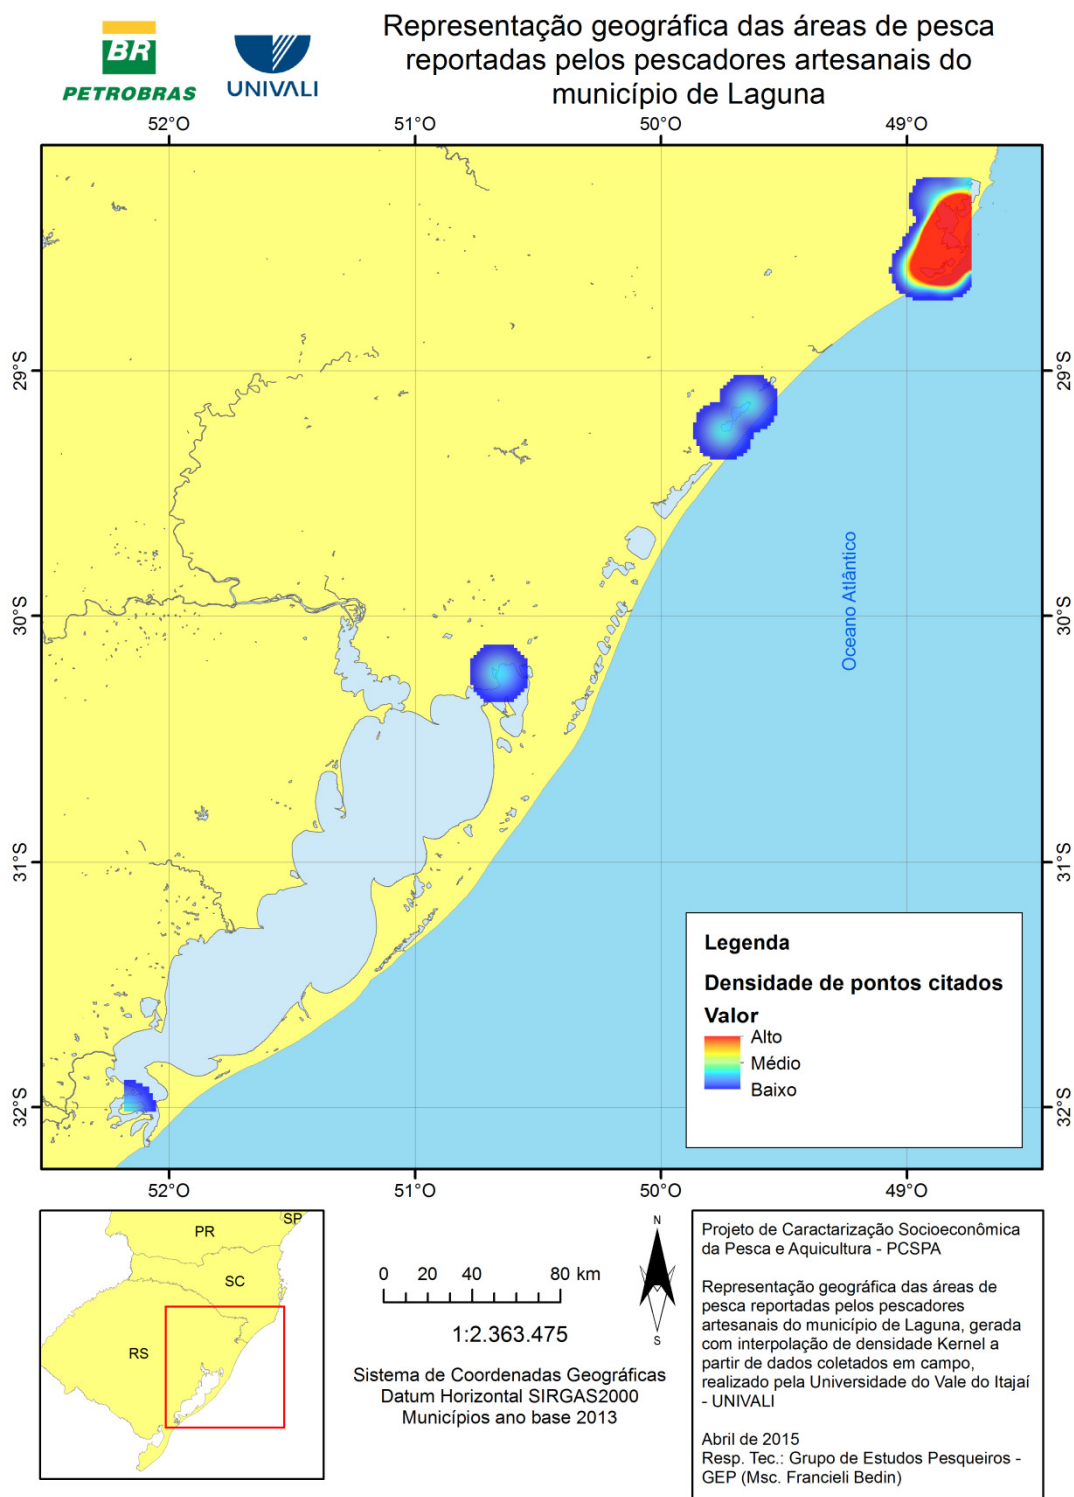 BR
PETROBRAS
UNIVALI
Representação geográfica das áreas de pesca
reportadas pelos pescadores artesanais do
município de Laguna
52°O
51°O
50°O
49°O
29°S
29°S
Oceano Atlântico
30°S
30°S
31°S
31°S
32°S
32°S
Legenda
Densidade de pontos citados
Valor
Alto
Médio
Baixo
52°O
51°O
50°O
49°O
SP
PR
SC
RS
0 20 40 80 km
1:2.363.475
Sistema de Coordenadas Geográficas
Datum Horizontal SIRGAS2000
Municípios ano base 2013
N
S
Projeto de Caractarização Socioeconômica
da Pesca e Aquicultura - PCSPA
Representação geográfica das áreas de
pesca reportadas pelos pescadores
artesanais do município de Laguna, gerada
com interpolação de densidade Kernel a
partir de dados coletados em campo,
realizado pela Universidade do Vale do Itajaí
- UNIVALI
Abril de 2015
Resp. Tec.: Grupo de Estudos Pesqueiros -
GEP (Msc. Francieli Bedin)